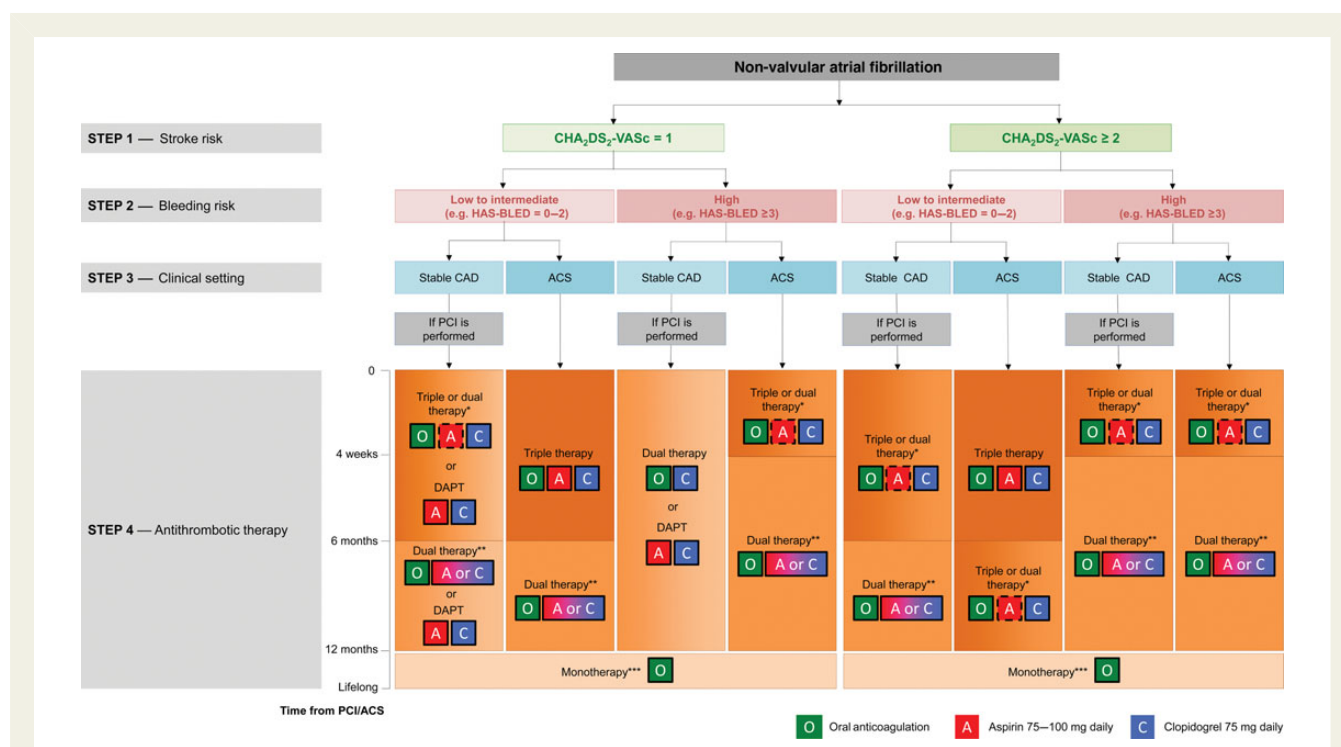 Non-valvular atrial fibrillation
STEP 1 — Stroke risk
CHA₂DS₂-VASc = 1
CHA₂DS₂-VASc ≥ 2
STEP 2 — Bleeding risk
Low to intermediate
(e.g. HAS-BLED = 0–2)
High
(e.g. HAS-BLED ≥3)
Low to intermediate
(e.g. HAS-BLED = 0–2)
High
(e.g. HAS-BLED ≥3)
STEP 3 — Clinical setting
Stable CAD
ACS
Stable CAD
ACS
Stable CAD
ACS
Stable CAD
ACS
If PCI is
performed
If PCI is
performed
If PCI is
performed
If PCI is
performed
STEP 4 — Antithrombotic therapy
0
4 weeks
6 months
12 months
Lifelong
Time from PCI/ACS
Triple or dual
therapy*
O A C
or
DAPT
A C
Dual therapy**
O A or C
or
DAPT
A C
Triple therapy
O A C
Dual therapy**
O A or C
Dual therapy
O C
or
DAPT
A C
Triple or dual
therapy*
O A C
Dual therapy**
O A or C
Triple or dual
therapy*
O A C
Dual therapy**
O A or C
Triple therapy
O A C
Triple or dual
therapy*
O A C
Triple or dual
therapy*
O A C
Dual therapy**
O A or C
Triple or dual
therapy*
O A C
Dual therapy**
O A or C
Monotherapy*** O
Monotherapy*** O
O Oral anticoagulation
A Aspirin 75–100 mg daily
C Clopidogrel 75 mg daily